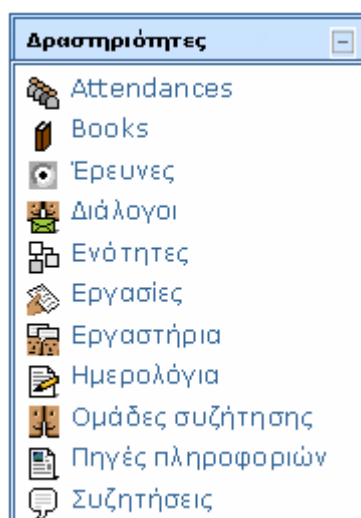 Δραστηριότητες
Attendances
Books
Έρευνες
Διάλογοι
Ενότητες
Εργασίες
Εργαστήρια
Ημερολόγια
Ομάδες συζήτησης
Πηγές πληροφοριών
Συζητήσεις